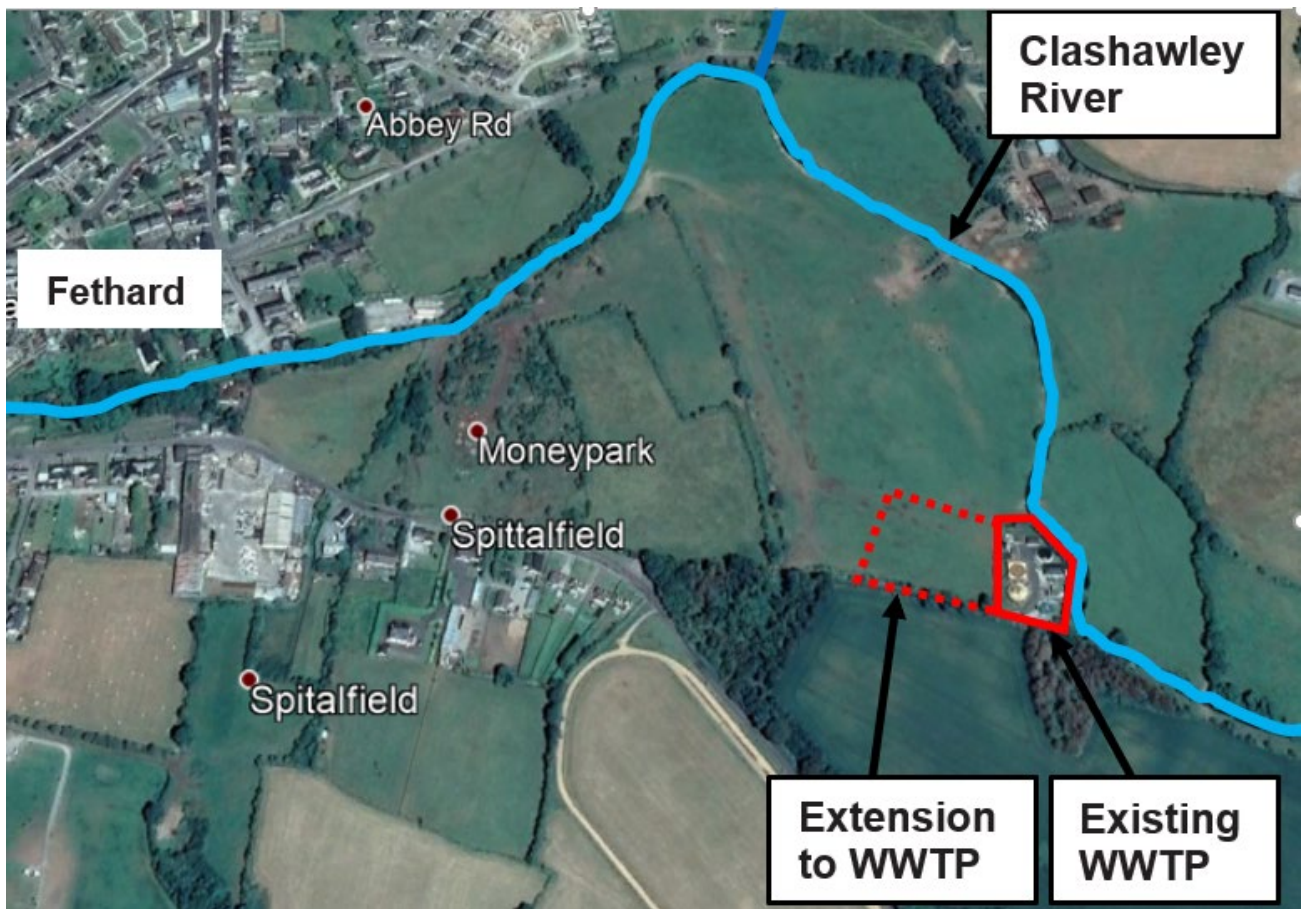 Clashawley
River
Abbey Rd
Fethard
Moneypark
Spittalfield
Spitalfield
Extension
to WWTP
Existing
WWTP